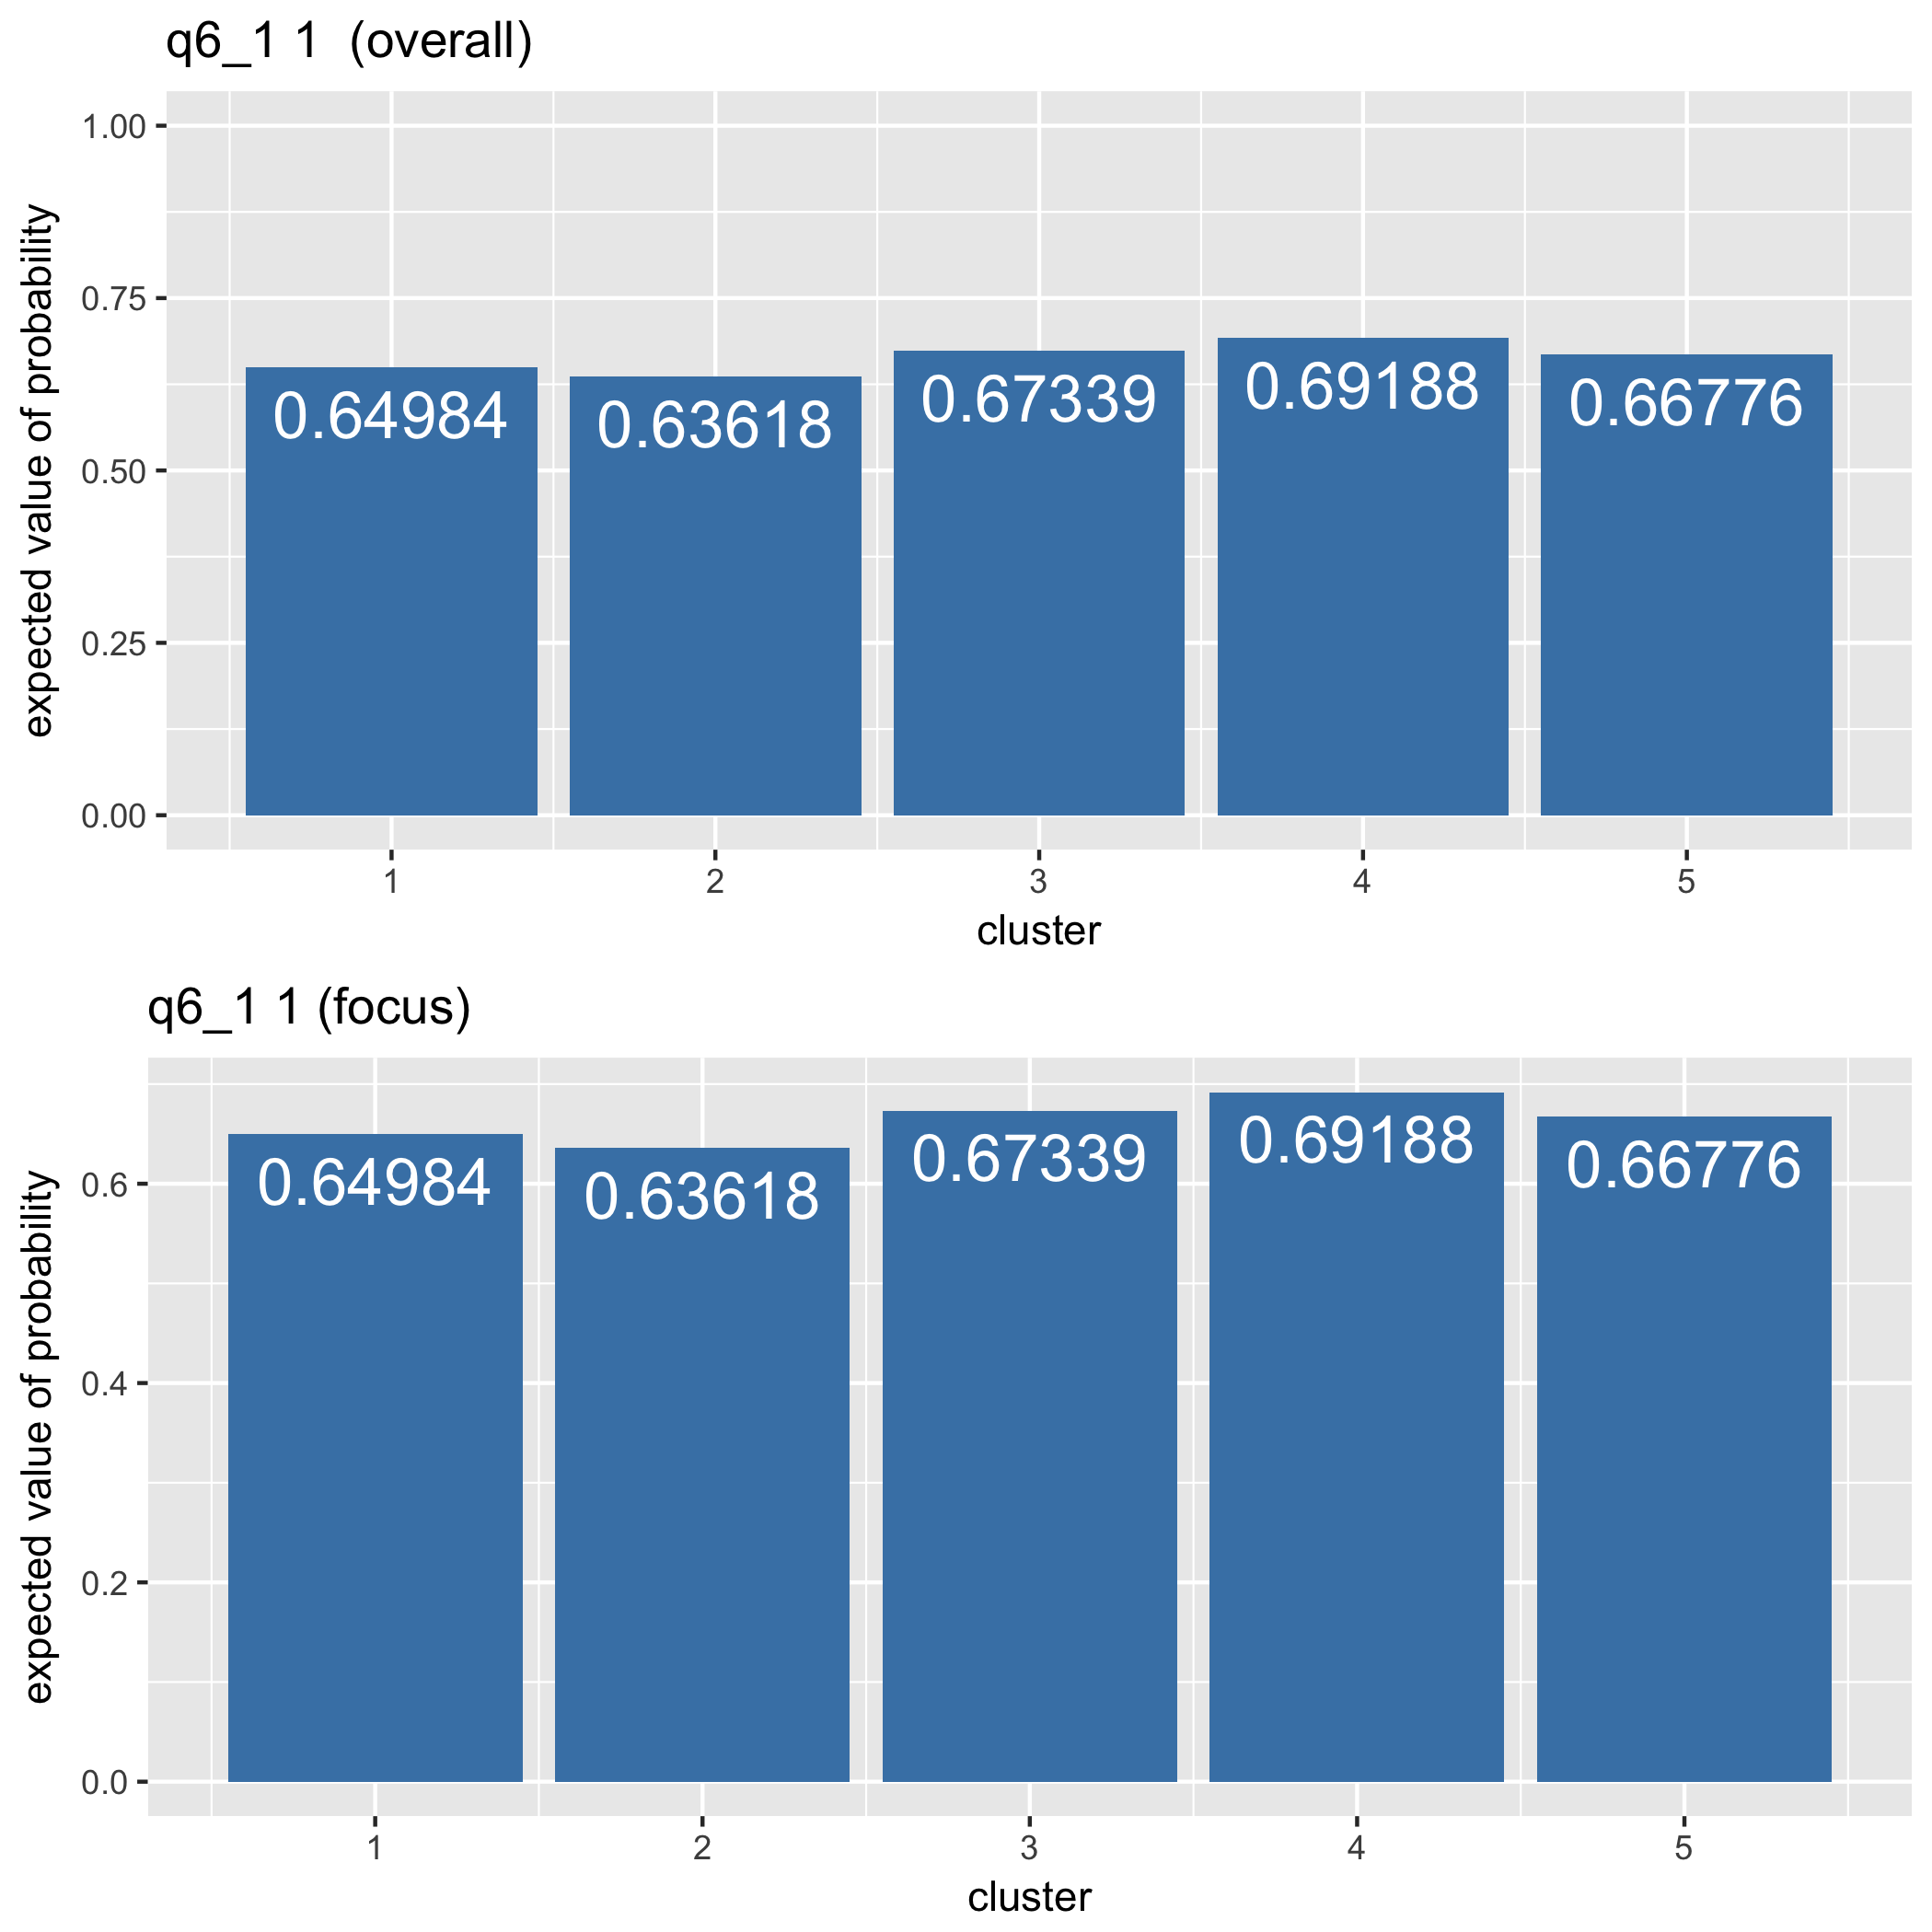 q6_1 1  (overall)
expected value of probability
1.00
0.75
0.50
0.25
0.00
0.64984
0.63618
0.67339
0.69188
0.66776
1 2 3 4 5
cluster
q6_1 1 (focus)
expected value of probability
0.6
0.4
0.2
0.0
0.64984
0.63618
0.67339
0.69188
0.66776
1 2 3 4 5
cluster